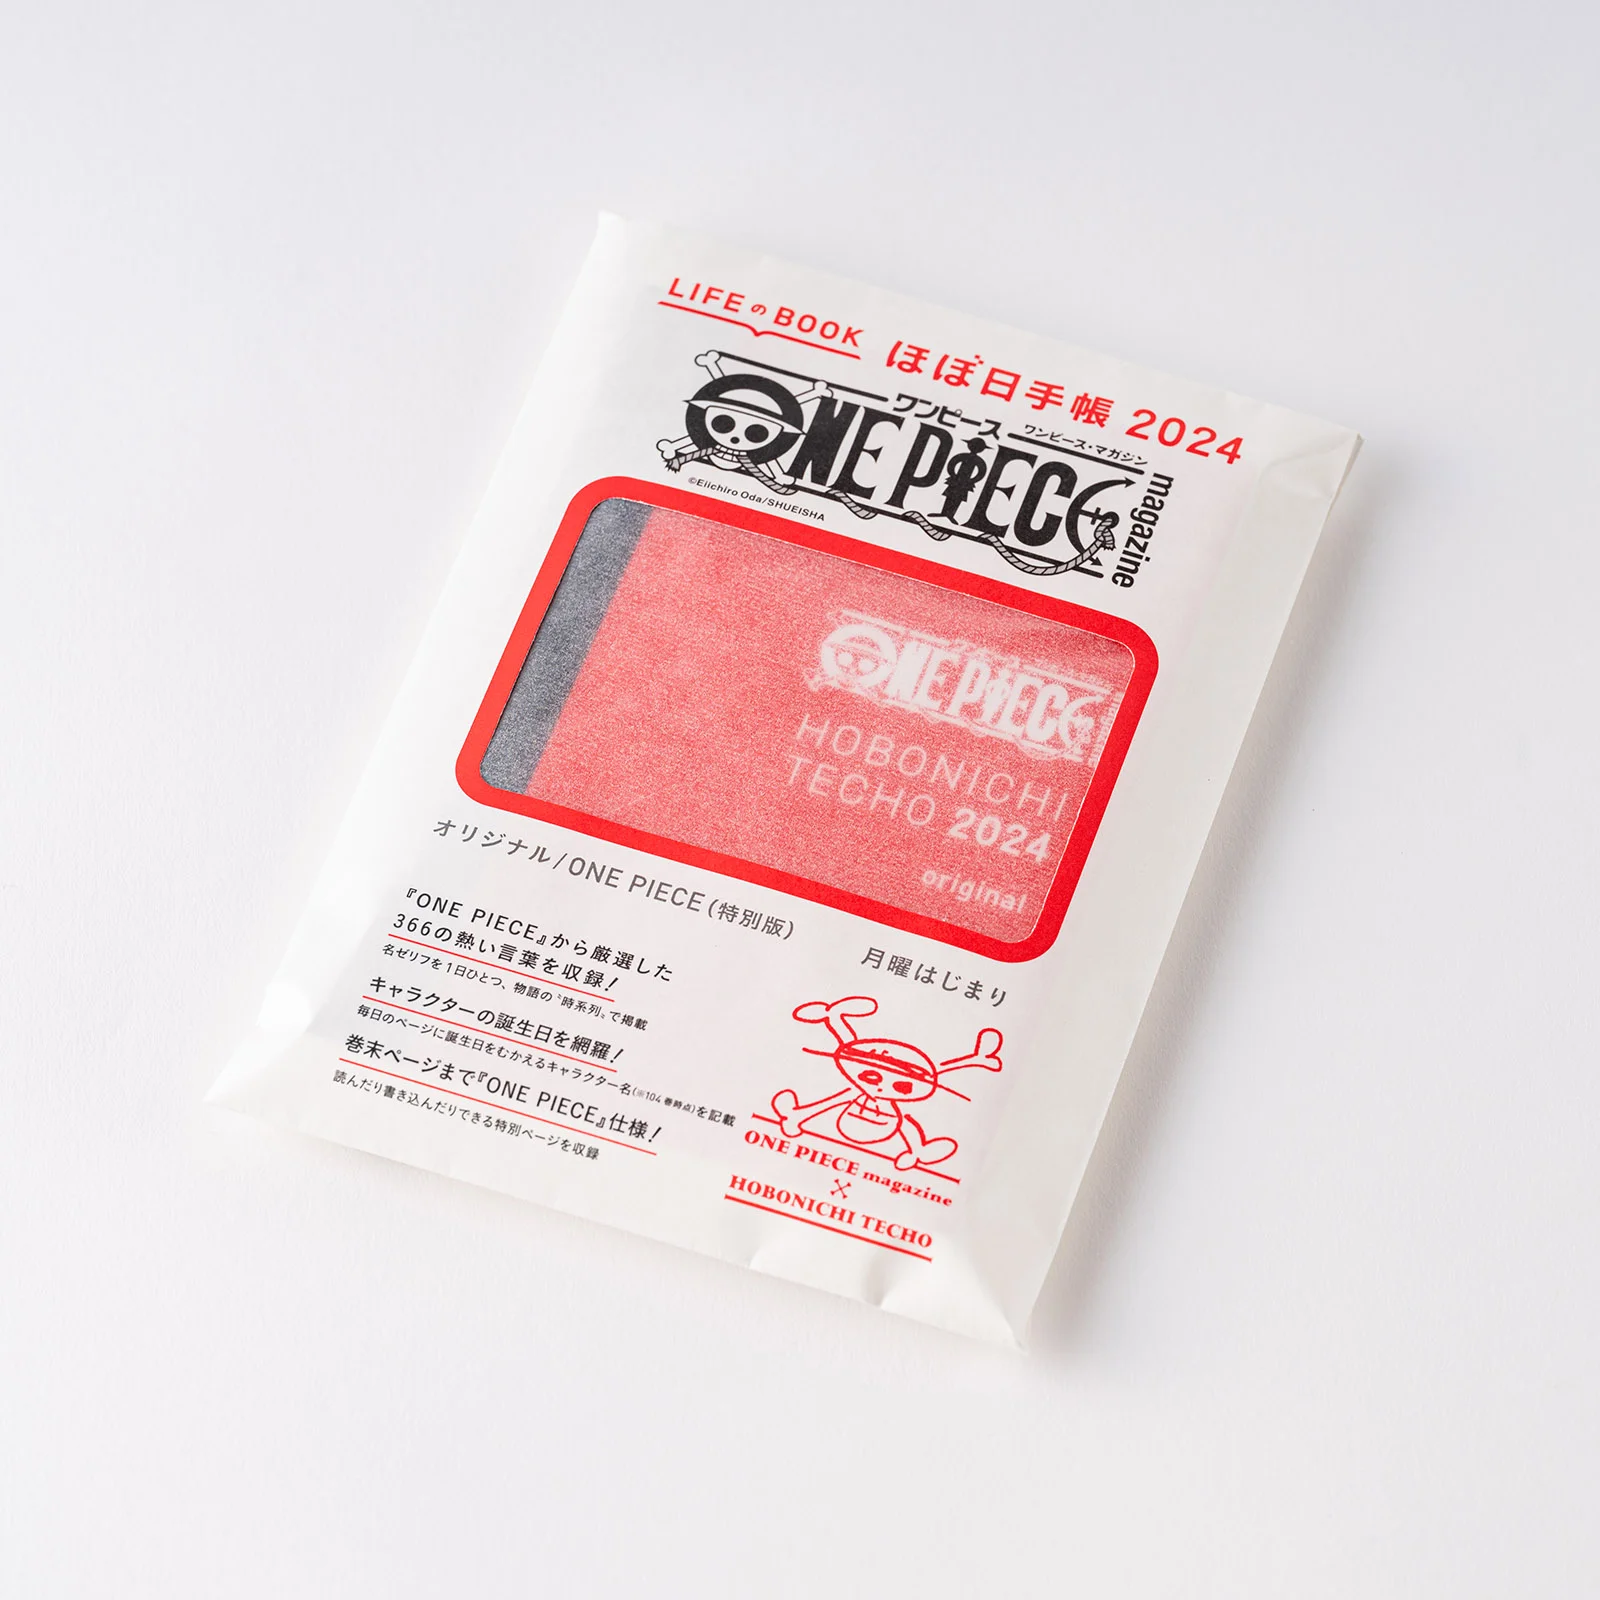 LIFEのBOOK ほぼ日手帳 2024
ワンピース
ワンピース・マガジン
ONE PIECE
magazine
©Eiichiro Oda/SHUEISHA
ONE PIECE
HOBONICHI
TECHO 2024
original
オリジナル/ONE PIECE(特別版)
月曜はじまり
『ONE PIECE』から厳選した
366の熱い言葉を収録!
名ゼリフを1日ひとつ、物語の〝時系列〟で掲載
キャラクターの誕生日を網羅!
毎日のページに誕生日をむかえるキャラクター名(※104巻時点)を記載
巻末ページまで『ONE PIECE』仕様!
読んだり書き込んだりできる特別ページを収録
ONE PIECE magazine
HOBONICHI TECHO